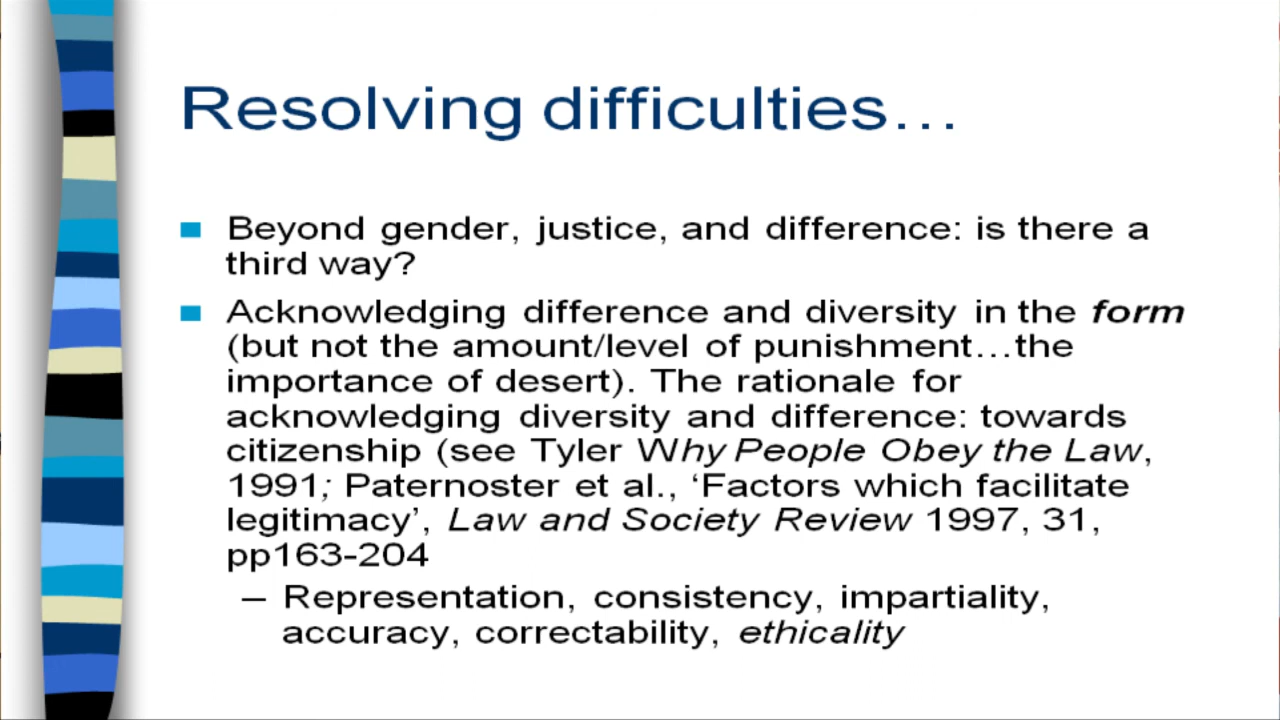 Resolving difficulties…
Beyond gender, justice, and difference: is there a
third way?
Acknowledging difference and diversity in the form
(but not the amount/level of punishment…the
importance of desert). The rationale for
acknowledging diversity and difference: towards
citizenship (see Tyler Why People Obey the Law,
1991; Paternoster et al., ‘Factors which facilitate
legitimacy’, Law and Society Review 1997, 31,
pp163-204
– Representation, consistency, impartiality,
accuracy, correctability, ethicality